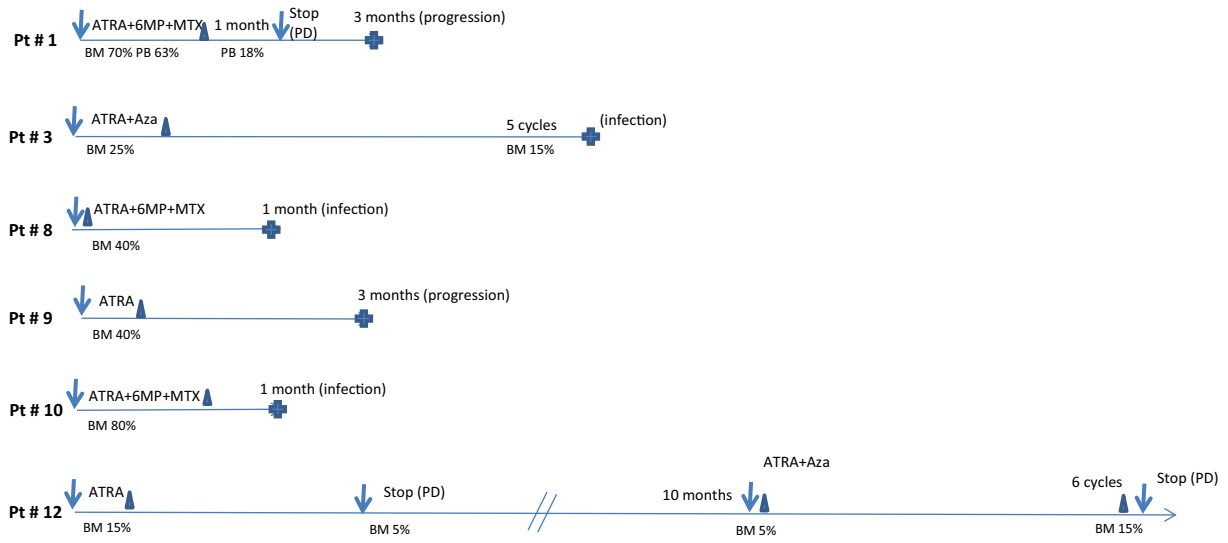 ATRA+6MP+MTX 1 month Stop (PD) 3 months (progression)
Pt # 1
BM 70% PB 63% PB 18%
ATRA+Aza 5 cycles (infection)
Pt # 3
BM 25% BM 15%
ATRA+6MP+MTX 1 month (infection)
Pt # 8
BM 40%
ATRA 3 months (progression)
Pt # 9
BM 40%
ATRA+6MP+MTX 1 month (infection)
Pt # 10
BM 80%
ATRA+Aza
ATRA Stop (PD) 10 months 6 cycles Stop (PD)
Pt # 12
BM 15% BM 5% BM 5% BM 15%